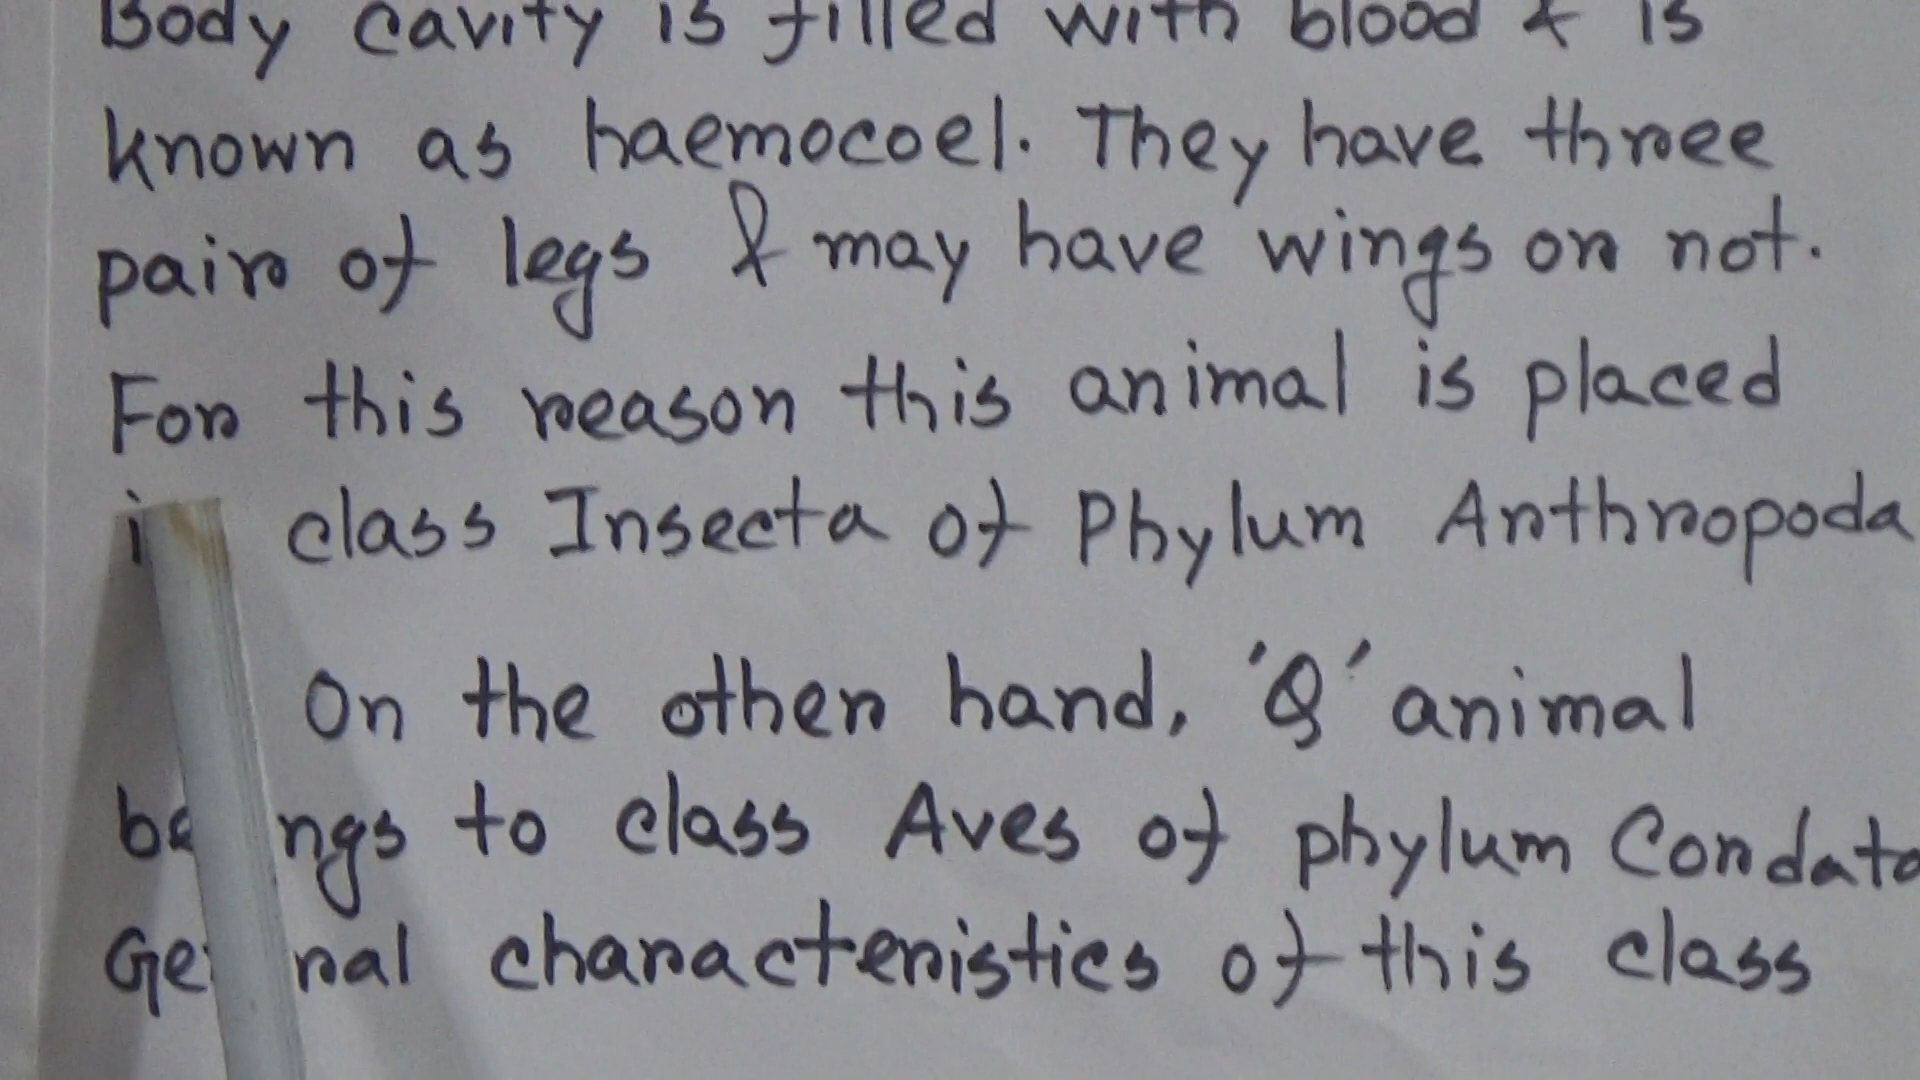 Body cavity is filled with blood & is
known as haemocoel. They have three
pair of legs & may have wings or not.
For this reason this animal is placed
class Insecta of Phylum Arthropoda
On the other hand, 'Q' animal
to class Aves of phylum Cordata
characteristics of this class